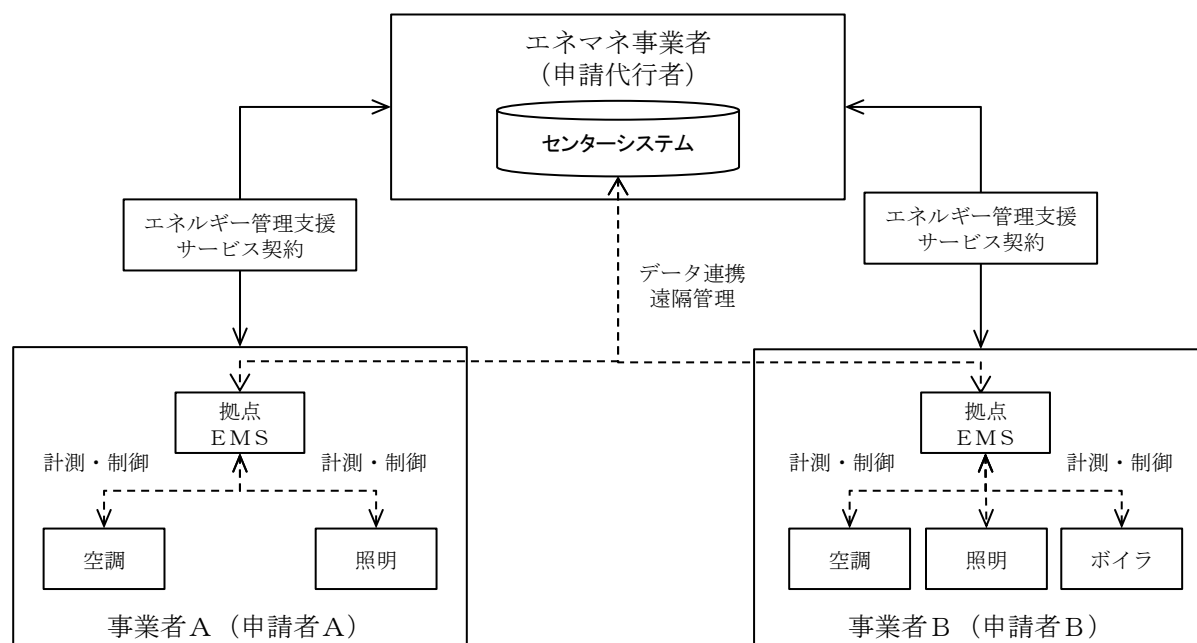 エネマネ事業者
（申請代行者）
センターシステム
エネルギー管理支援
サービス契約
エネルギー管理支援
サービス契約
データ連携
遠隔管理
拠点
ＥＭＳ
計測・制御
計測・制御
空調
照明
事業者Ａ（申請者Ａ）
拠点
ＥＭＳ
計測・制御
計測・制御
空調
照明
ボイラ
事業者Ｂ（申請者Ｂ）